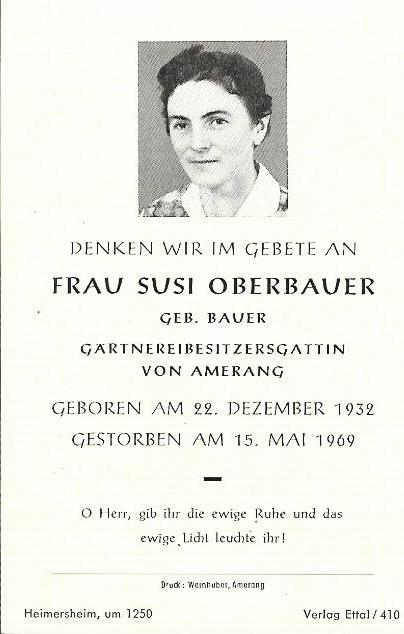 DENKEN WIR IM GEBETE AN
FRAU SUSI OBERBAUER
GEB. BAUER
GÄRTNEREIBESITZERSGATTIN
VON AMERANG
GEBOREN AM 22. DEZEMBER 1932
GESTORBEN AM 15. MAI 1969
O Herr, gib ihr die ewige Ruhe und das
ewige Licht leuchte ihr!
Druck: Weinhuber, Amerang
Heimersheim, um 1250 Verlag Ettal / 410